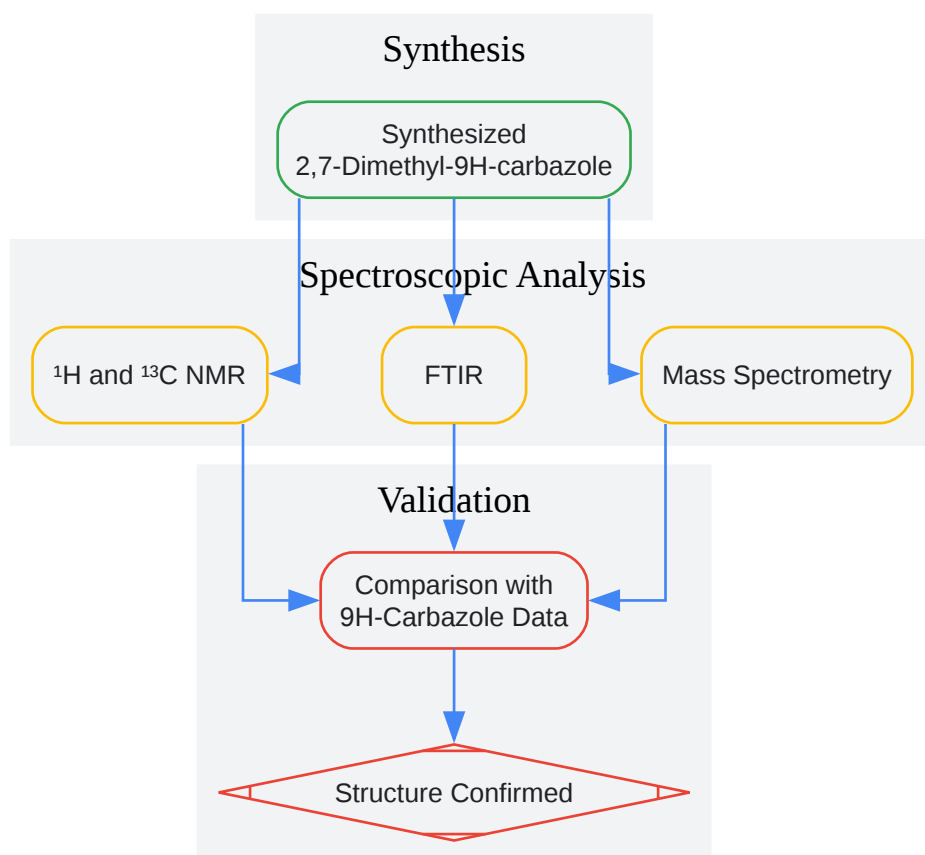 Synthesis
Synthesized
2,7-Dimethyl-9H-carbazole
Spectroscopic Analysis
¹H and ¹³C NMR
FTIR
Mass Spectrometry
Validation
Comparison with
9H-Carbazole Data
Structure Confirmed